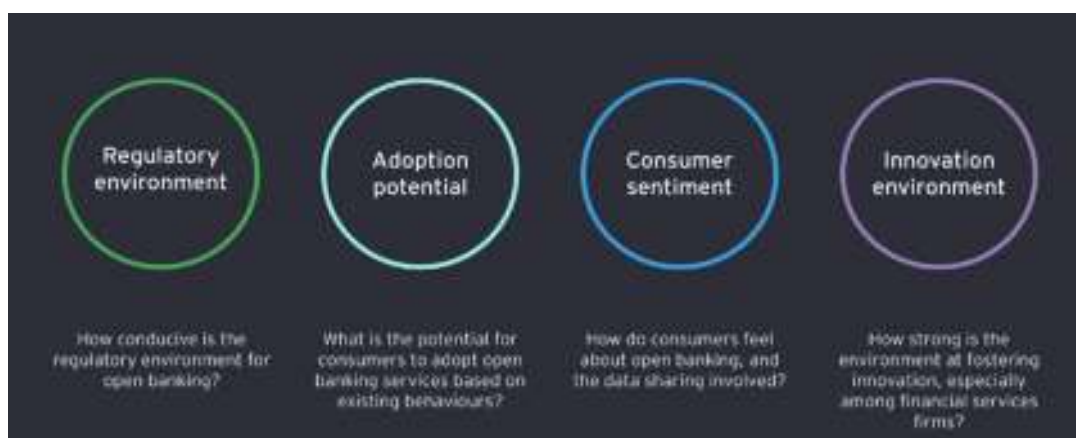 Regulatory
environment
Adoption
potential
Consumer
sentiment
Innovation
environment
How conducive is the
regulatory environment for
open banking?
What is the potential for
consumers to adopt open
banking services based on
existing behaviours?
How do consumers feel
about open banking, and
the data sharing involved?
How strong is the
environment at fostering
innovation, especially
among financial services
firms?